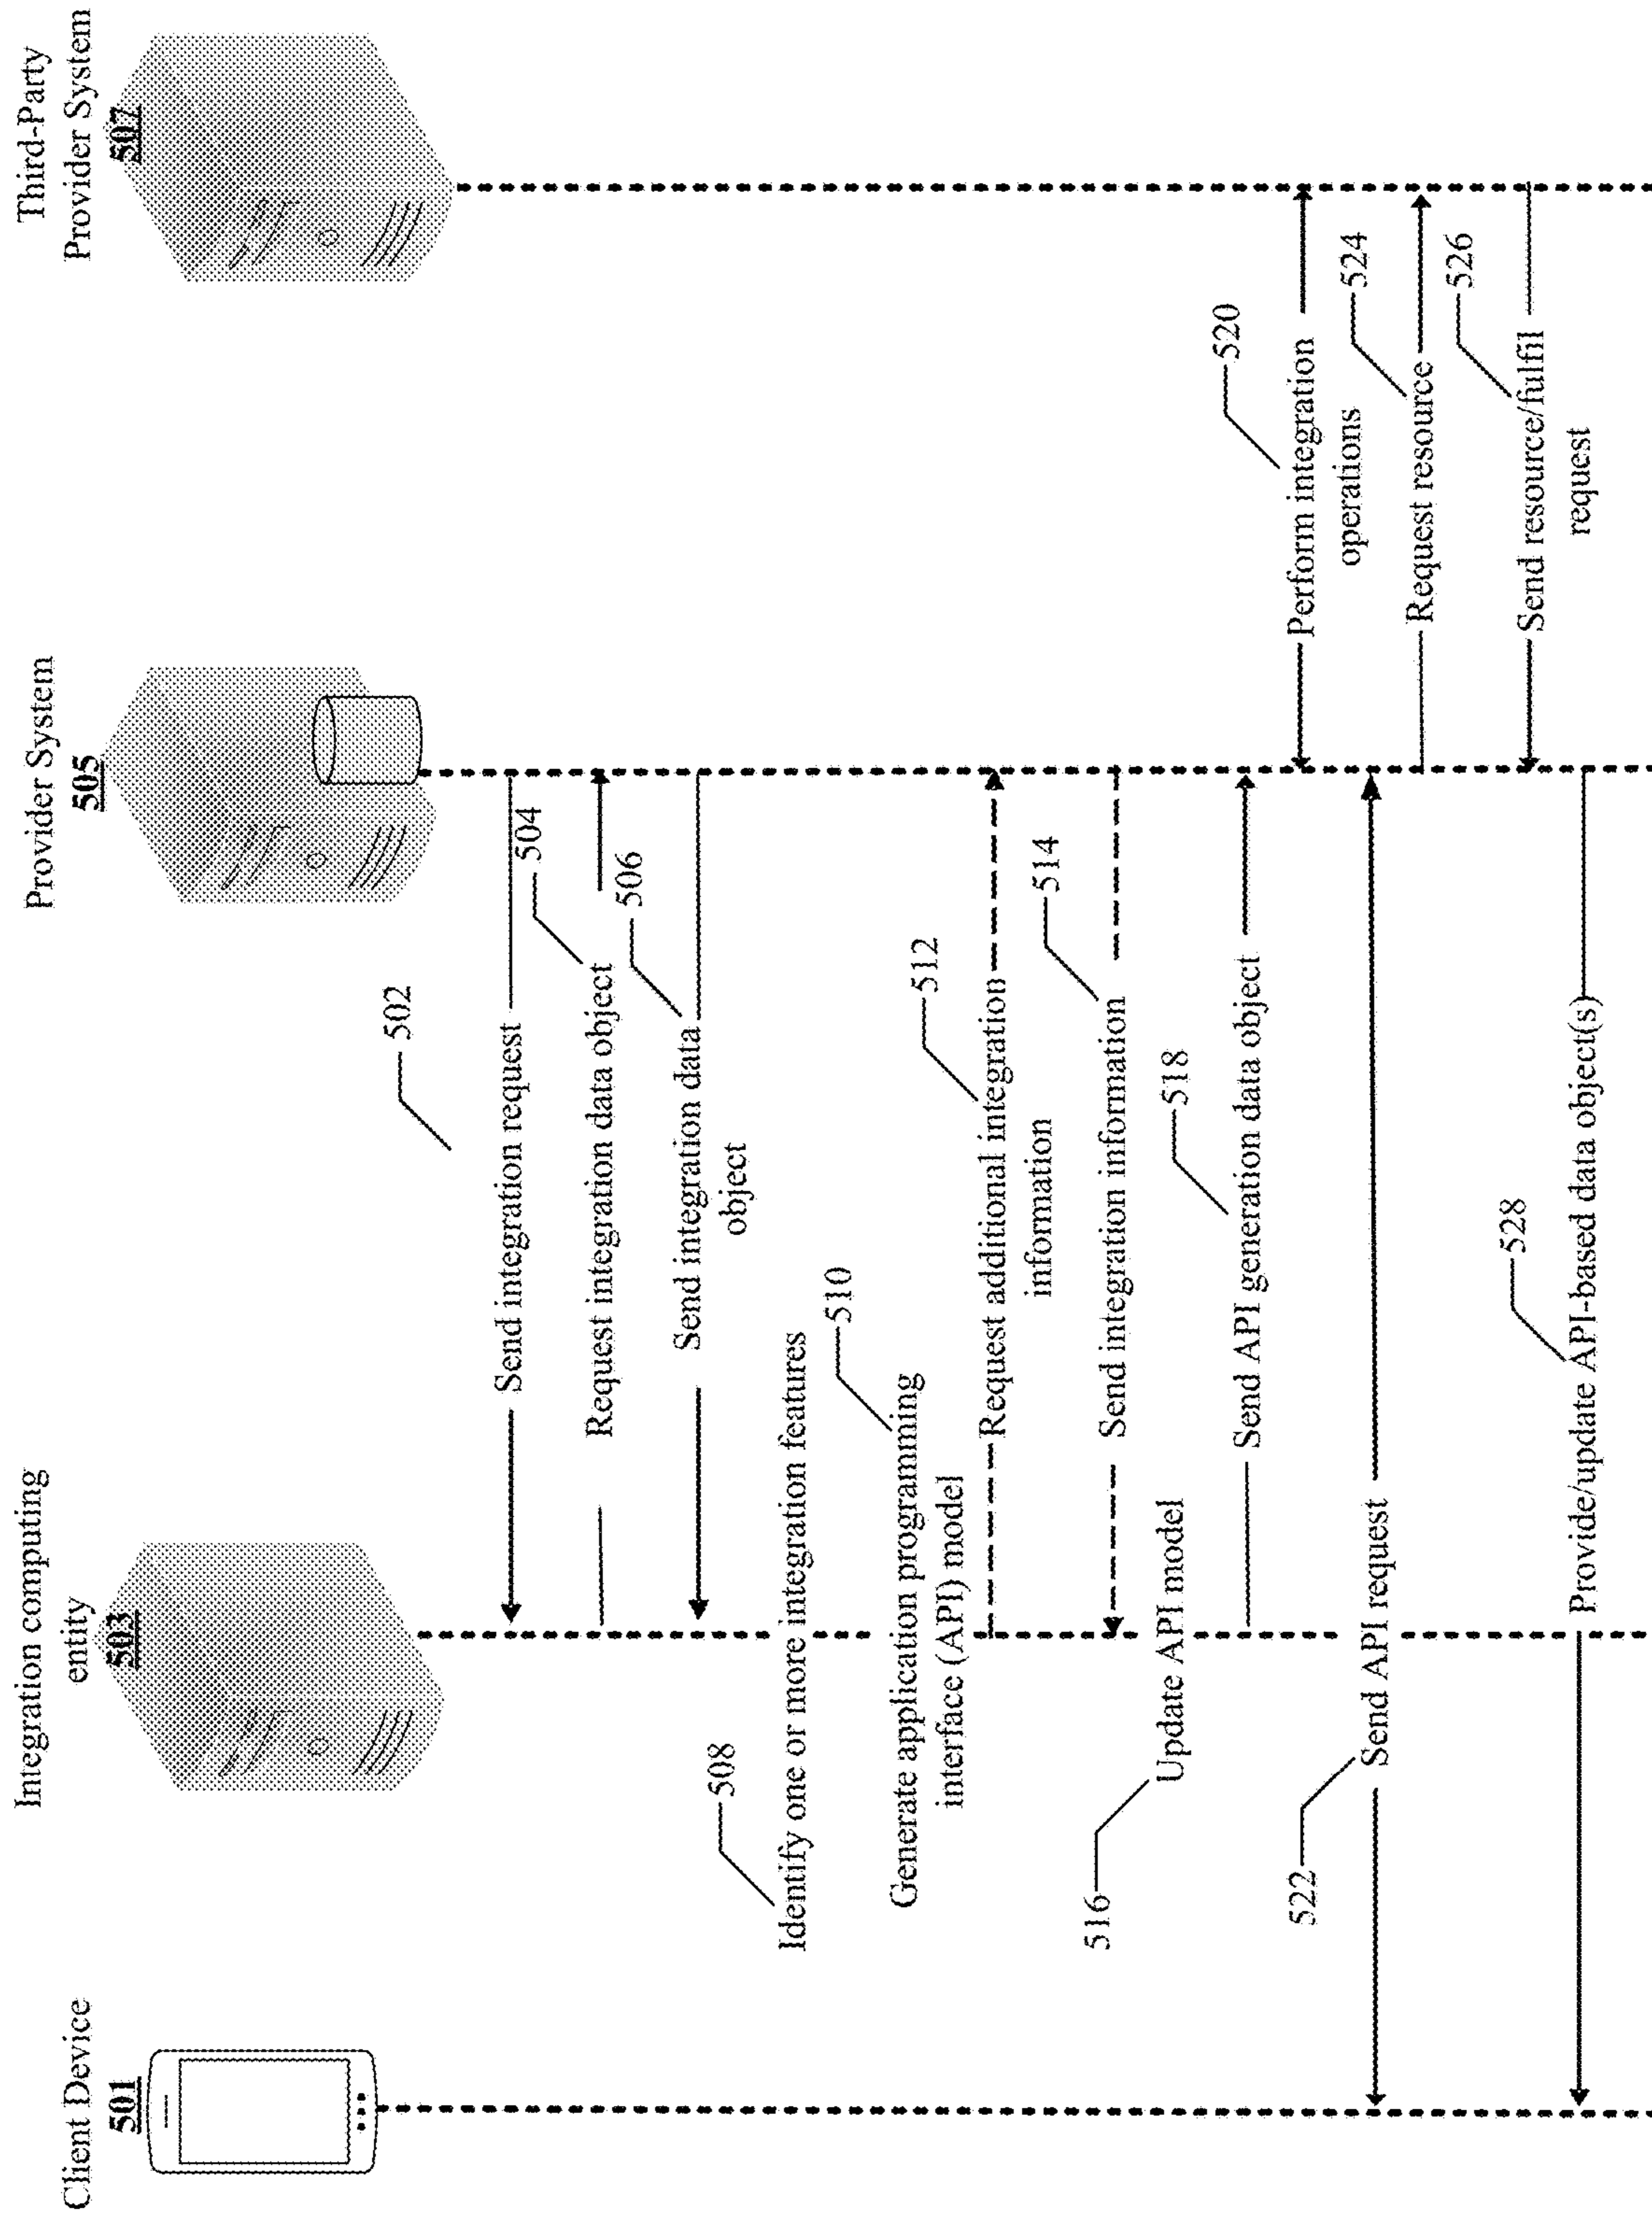 Client Device
501
Integration computing
entity
503
Provider System
505
Third-Party
Provider System
507
502
Send integration request
504
Request integration data object
506
Send integration data
object
508
Identify one or more integration features
510
Generate application programming
interface (API) model
512
Request additional integration
information
514
Send integration information
516
Update API model
518
Send API generation data object
520
Perform integration
operations
522
Send API request
524
Request resource
526
Send resource/fulfil
request
528
Provide/update API-based data object(s)